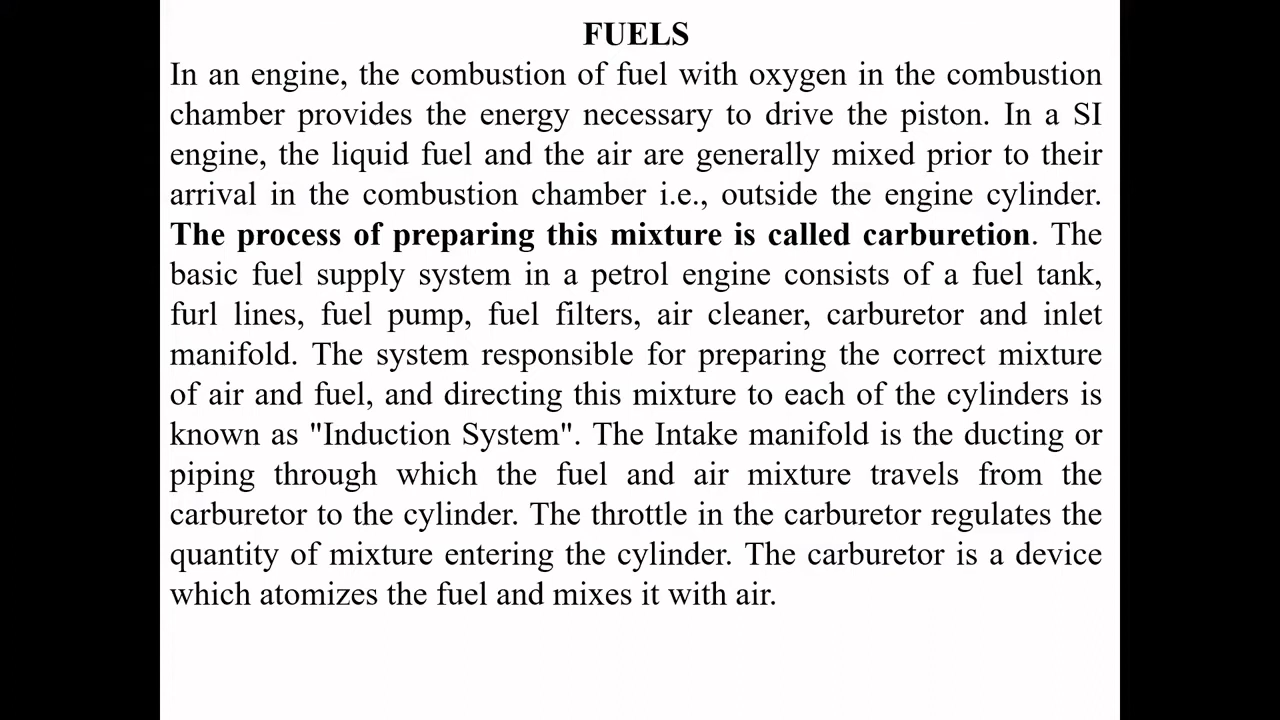 FUELS
In an engine, the combustion of fuel with oxygen in the combustion
chamber provides the energy necessary to drive the piston. In a SI
engine, the liquid fuel and the air are generally mixed prior to their
arrival in the combustion chamber i.e., outside the engine cylinder.
The process of preparing this mixture is called carburetion. The
basic fuel supply system in a petrol engine consists of a fuel tank,
furl lines, fuel pump, fuel filters, air cleaner, carburetor and inlet
manifold. The system responsible for preparing the correct mixture
of air and fuel, and directing this mixture to each of the cylinders is
known as "Induction System". The Intake manifold is the ducting or
piping through which the fuel and air mixture travels from the
carburetor to the cylinder. The throttle in the carburetor regulates the
quantity of mixture entering the cylinder. The carburetor is a device
which atomizes the fuel and mixes it with air.